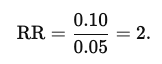 RR = 0.10 / 0.05 = 2.